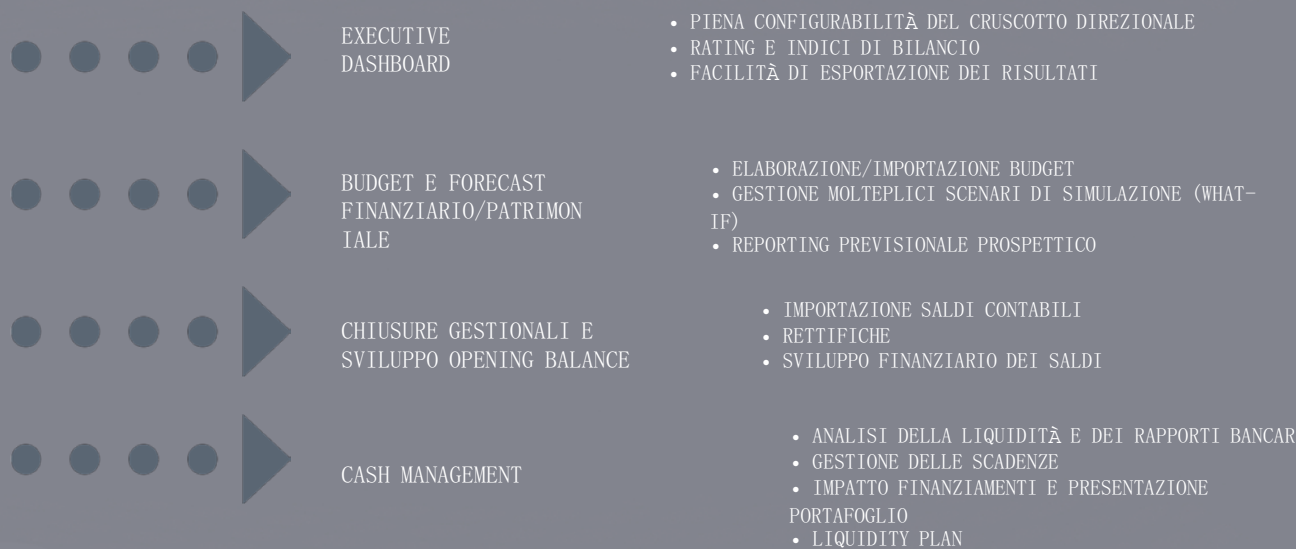 EXECUTIVE
DASHBOARD
• PIENA CONFIGURABILITÀ DEL CRUSCOTTO DIREZIONALE
• RATING E INDICI DI BILANCIO
• FACILITÀ DI ESPORTAZIONE DEI RISULTATI
BUDGET E FORECAST
FINANZIARIO/PATRIMON
IALE
• ELABORAZIONE/IMPORTAZIONE BUDGET
• GESTIONE MOLTEPLICI SCENARI DI SIMULAZIONE (WHAT-
IF)
• REPORTING PREVISIONALE PROSPETTICO
CHIUSURE GESTIONALI E
SVILUPPO OPENING BALANCE
• IMPORTAZIONE SALDI CONTABILI
• RETTIFICHE
• SVILUPPO FINANZIARIO DEI SALDI
CASH MANAGEMENT
• ANALISI DELLA LIQUIDITÀ E DEI RAPPORTI BANCAR
• GESTIONE DELLE SCADENZE
• IMPATTO FINANZIAMENTI E PRESENTAZIONE
PORTAFOGLIO
• LIQUIDITY PLAN